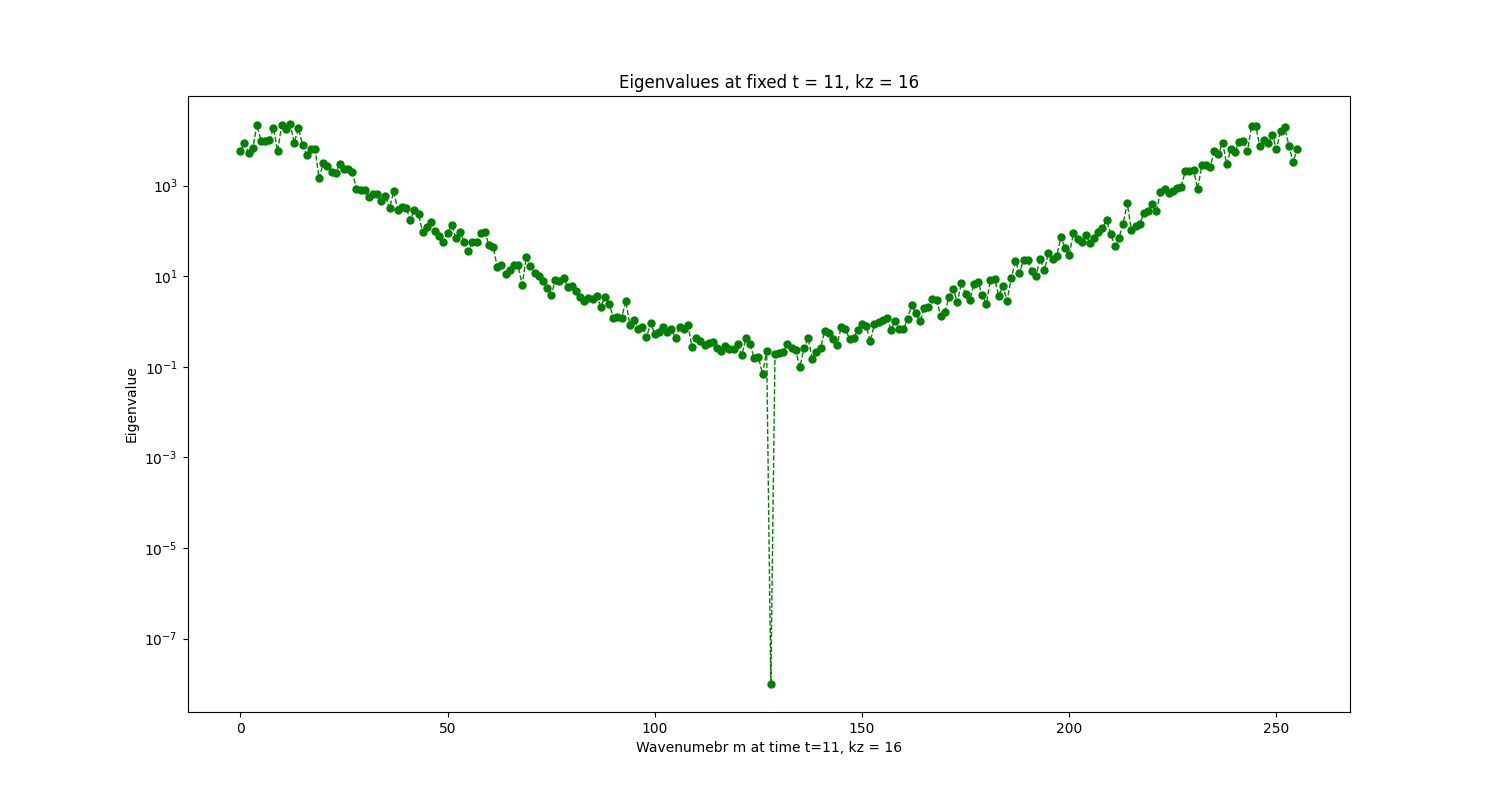 Eigenvalues at fixed t = 11, kz = 16
Eigenvalue
10³
10¹
10⁻¹
10⁻³
10⁻⁵
10⁻⁷
0 50 100 150 200 250
Wavenumebr m at time t=11, kz = 16